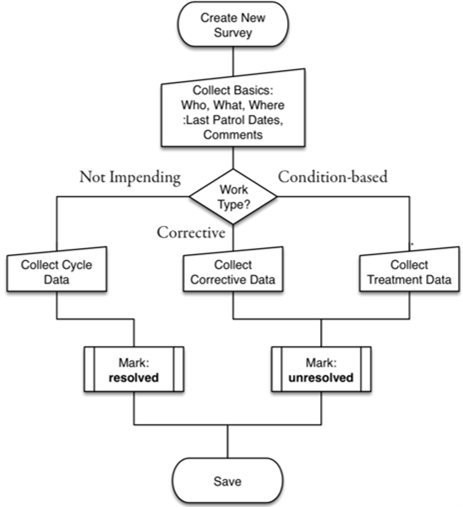 Create New
Survey
Collect Basics:
Who, What, Where
:Last Patrol Dates,
Comments
Not Impending
Work
Type?
Condition-based
Corrective
Collect Cycle
Data
Collect
Corrective Data
Collect
Treatment Data
Mark:
resolved
Mark:
unresolved
Save